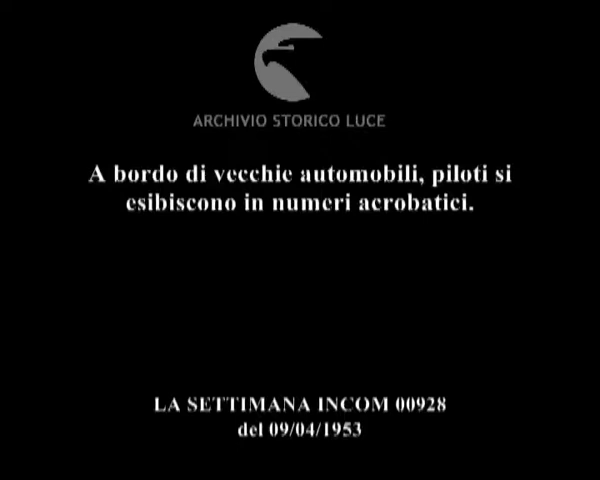 ARCHIVIO STORICO LUCE
A bordo di vecchie automobili, piloti si
esibiscono in numeri acrobatici.
LA SETTIMANA INCOM 00928
del 09/04/1953